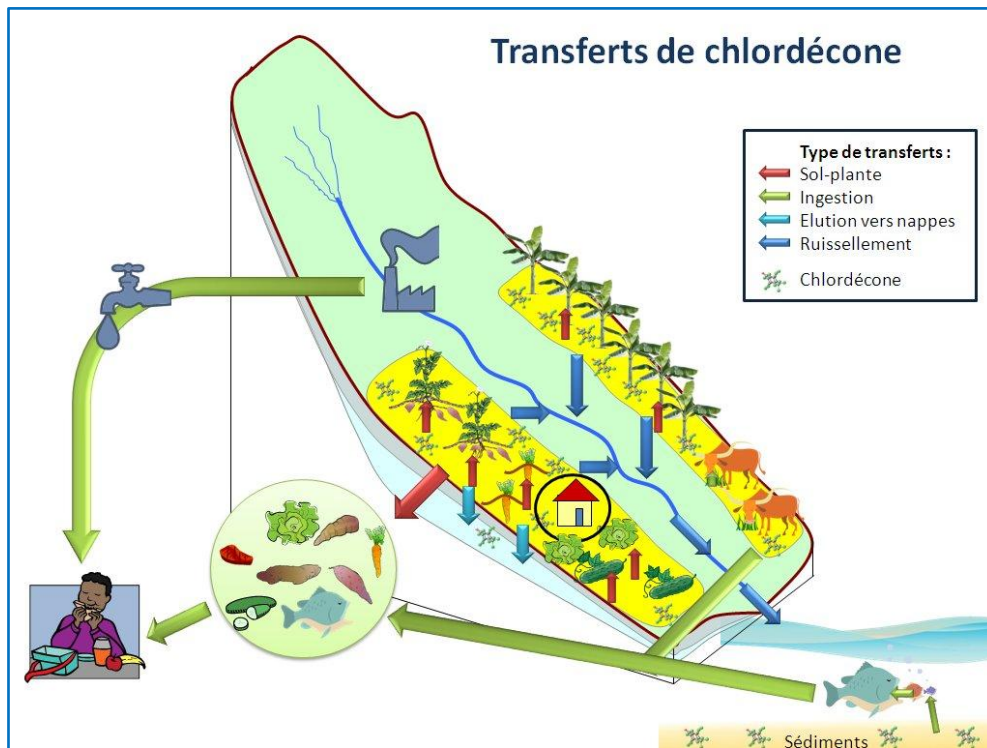 Transferts de chlordécone
Type de transferts :
Sol-plante
Ingestion
Elution vers nappes
Ruissellement
Chlordécone
Sédiments